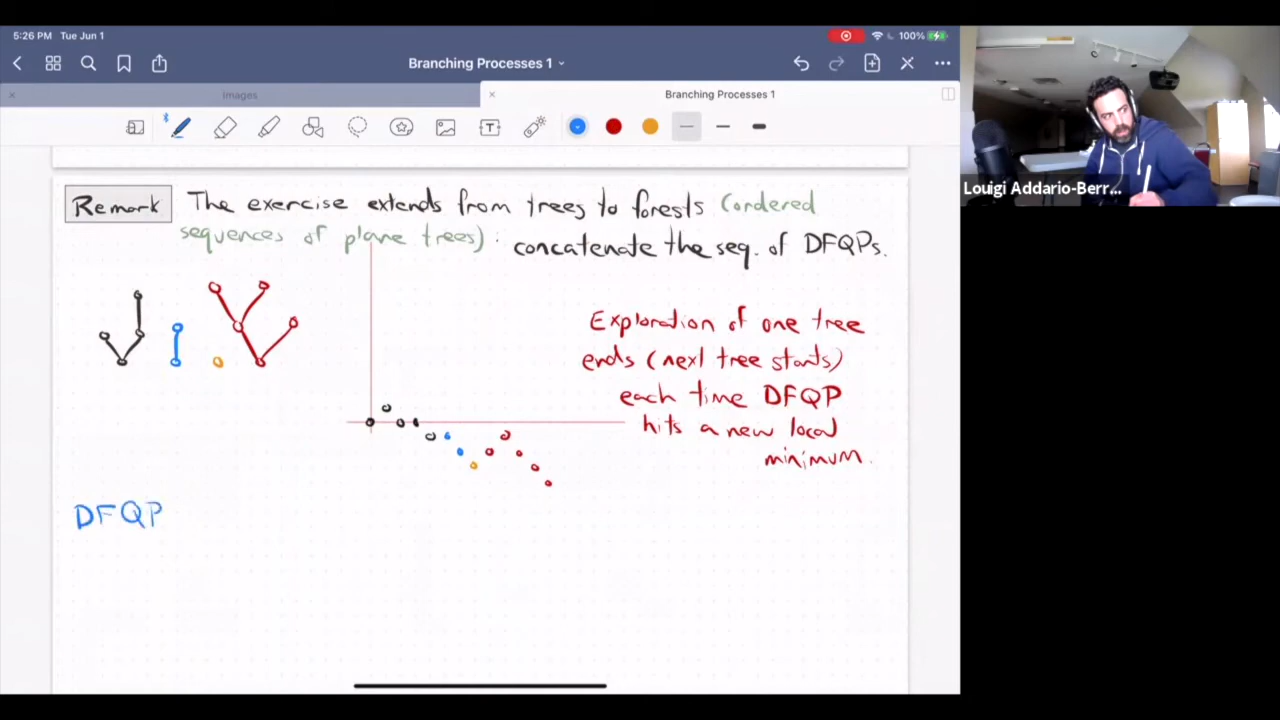 5:26 PM Tue Jun 1
100%
Branching Processes 1
Images
Branching Processes 1
Remark The exercise extends from trees to forests (ordered
sequences of plane trees): concatenate the seq. of DFQPs.
Exploration of one tree
ends (next tree starts)
each time DFQP
hits a new local
minimum.
DFQP
Louigi Addario-Berr...